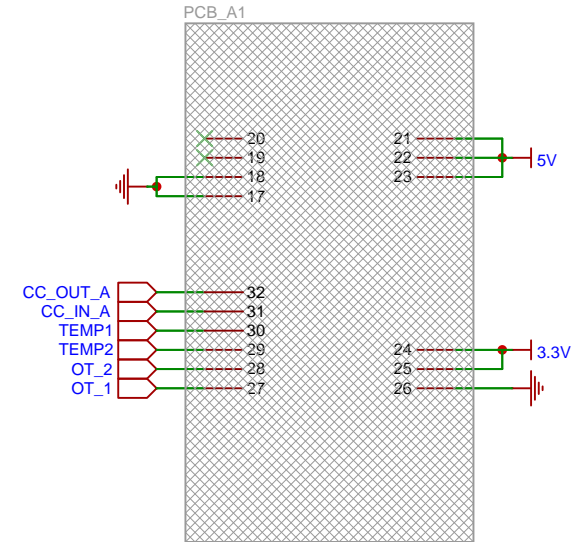 PCB_A1
20 21
19 22 5V
18 23
17
CC_OUT_A 32
CC_IN_A 31
TEMP1 30
TEMP2 29 24 3.3V
OT_2 28 25
OT_1 27 26